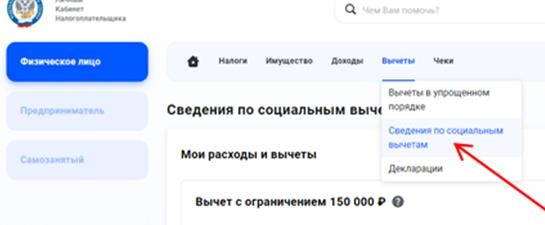 Личный
Кабинет
Налогоплательщика
Чем Вам помочь?
Физическое лицо
Налоги Имущество Доходы Вычеты Чеки
Вычеты в упрощенном
порядке
Предприниматель
Сведения по социальным выче
Сведения по социальным
вычетам
Самозанятый
Мои расходы и вычеты
Декларации
Вычет с ограничением 150 000 ₽ ?